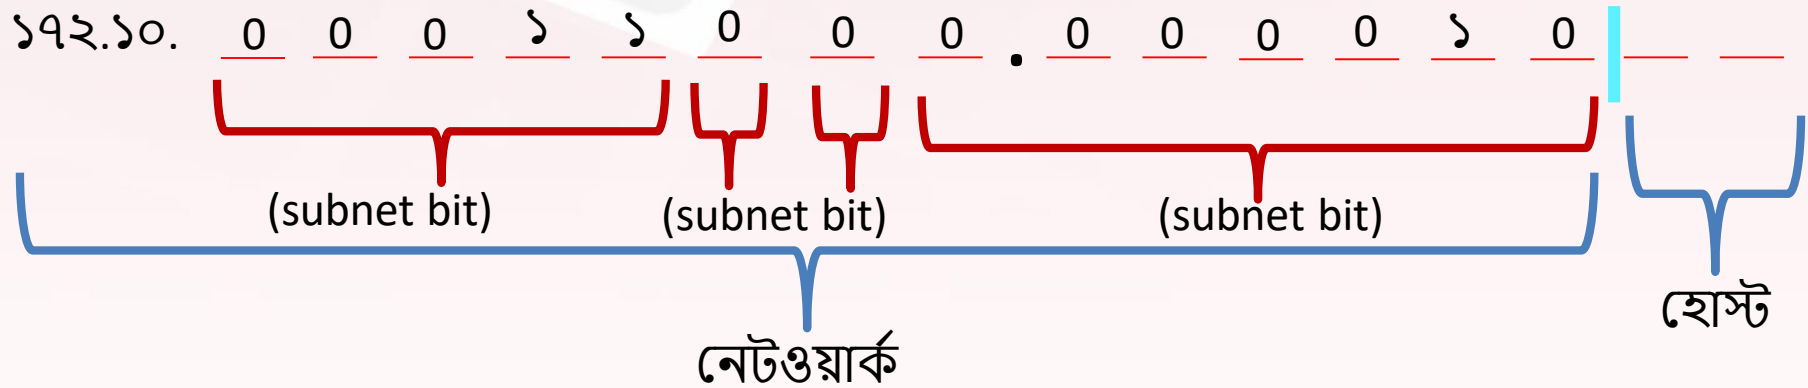 ১৭২.১০. 0 0 0 ১ ১ 0 0 0 . 0 0 0 0 ১ 0
(subnet bit) (subnet bit) (subnet bit)
হোস্ট
নেটওয়ার্ক